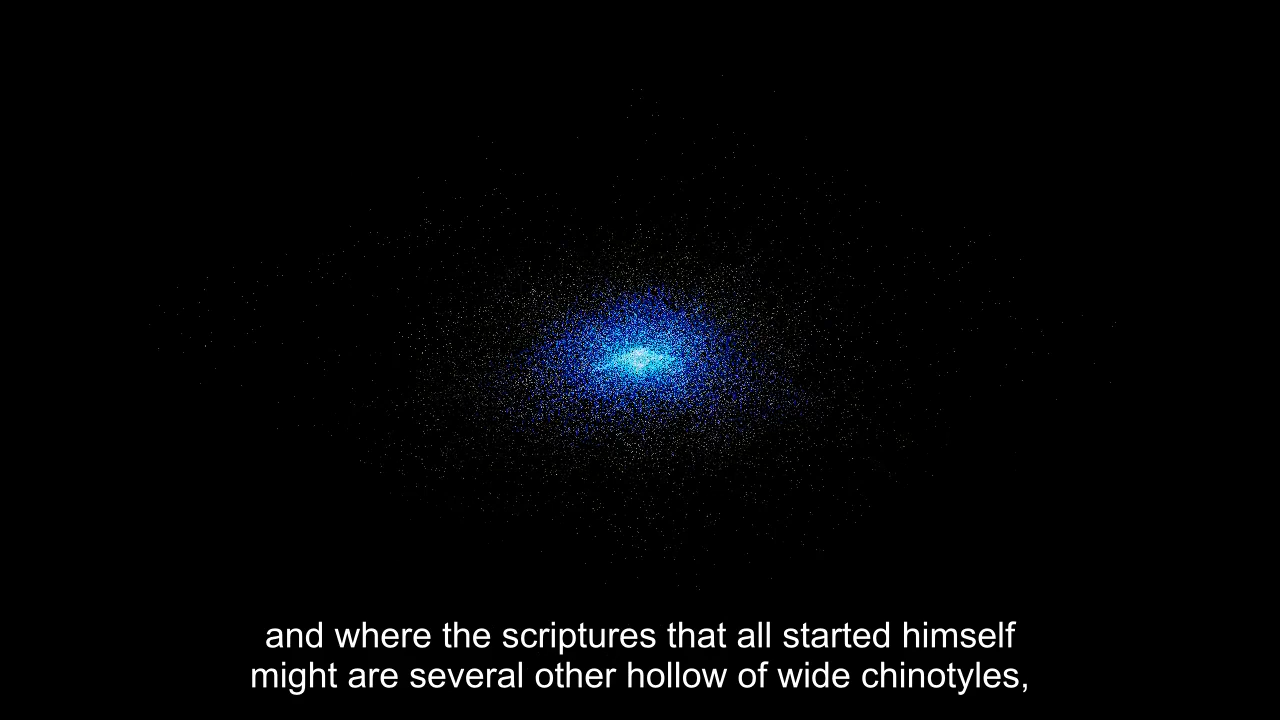 and where the scriptures that all started himself
might are several other hollow of wide chinotyles,